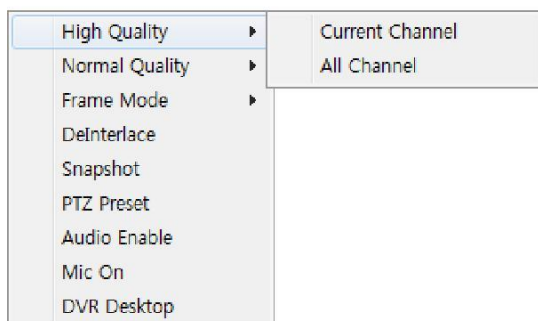 High Quality
Normal Quality
Frame Mode
DeInterlace
Snapshot
PTZ Preset
Audio Enable
Mic On
DVR Desktop
Current Channel
All Channel